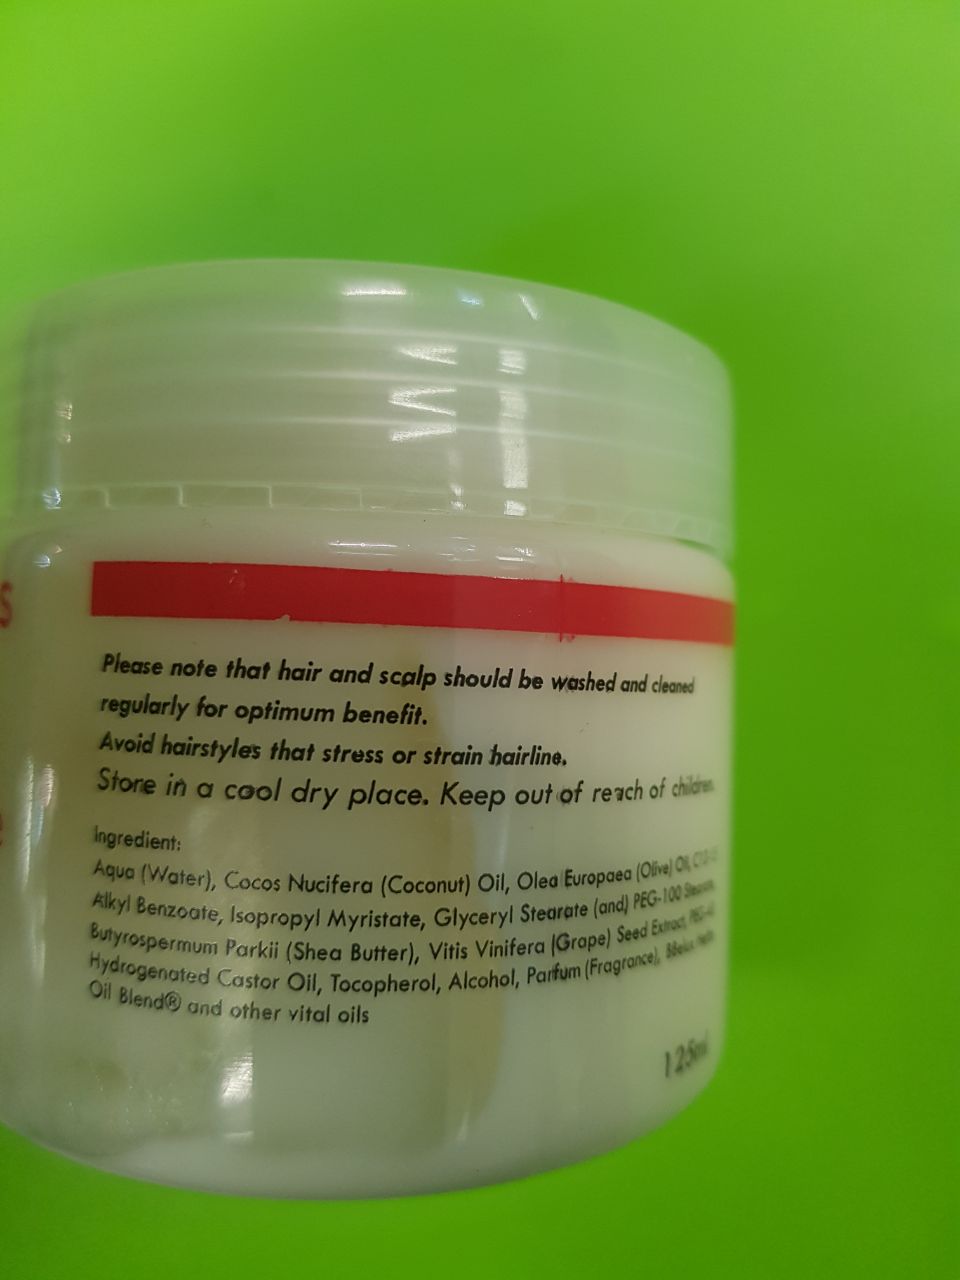 s
Please note that hair and scalp should be washed and cleaned
regularly for optimum benefit.
Avoid hairstyles that stress or strain hairline.
Store in a cool dry place. Keep out of reach of children.
Ingredient:
Aqua (Water), Cocos Nucifera (Coconut) Oil, Olea Europaea (Olive) Oil,
Alkyl Benzoate, Isopropyl Myristate, Glyceryl Stearate (and) PEG-100 Stearate,
Butyrospermum Parkii (Shea Butter), Vitis Vinifera (Grape) Seed Extract,
Hydrogenated Castor Oil, Tocopherol, Alcohol, Parfum (Fragrance),
Oil Blend® and other vital oils
125ml